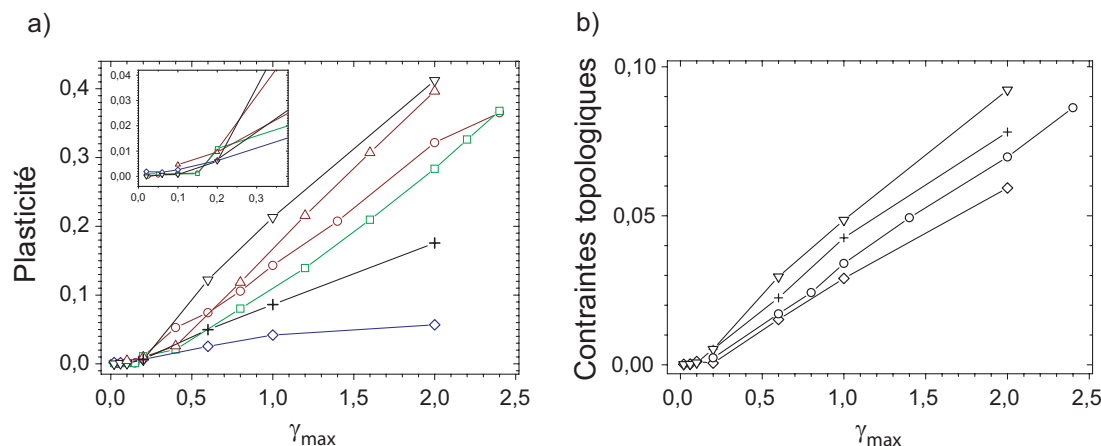 a)
b)
Plasticité
0,4
0,3
0,2
0,1
0,0
0,04
0,03
0,02
0,01
0,00
0,0 0,1 0,2 0,3
0,0 0,5 1,0 1,5 2,0 2,5
γmax
Contraintes topologiques
0,10
0,05
0,00
0,0 0,5 1,0 1,5 2,0 2,5
γmax